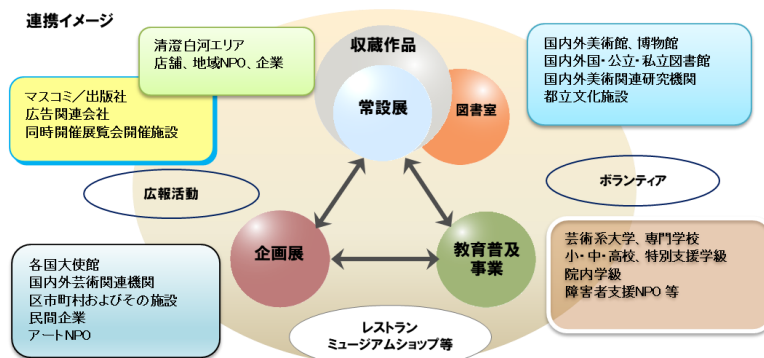 連携イメージ
清澄白河エリア
店舗、地域NPO、企業
マスコミ／出版社
広告関連会社
同時開催展覧会開催施設
収蔵作品
常設展
図書室
国内外美術館、博物館
国内外国・公立・私立図書館
国内外美術関連研究機関
都立文化施設
広報活動
ボランティア
企画展
教育普及
事業
各国大使館
国内外芸術関連機関
区市町村およびその施設
民間企業
アートNPO
芸術系大学、専門学校
小・中・高校、特別支援学級
院内学級
障害者支援NPO 等
レストラン
ミュージアムショップ等